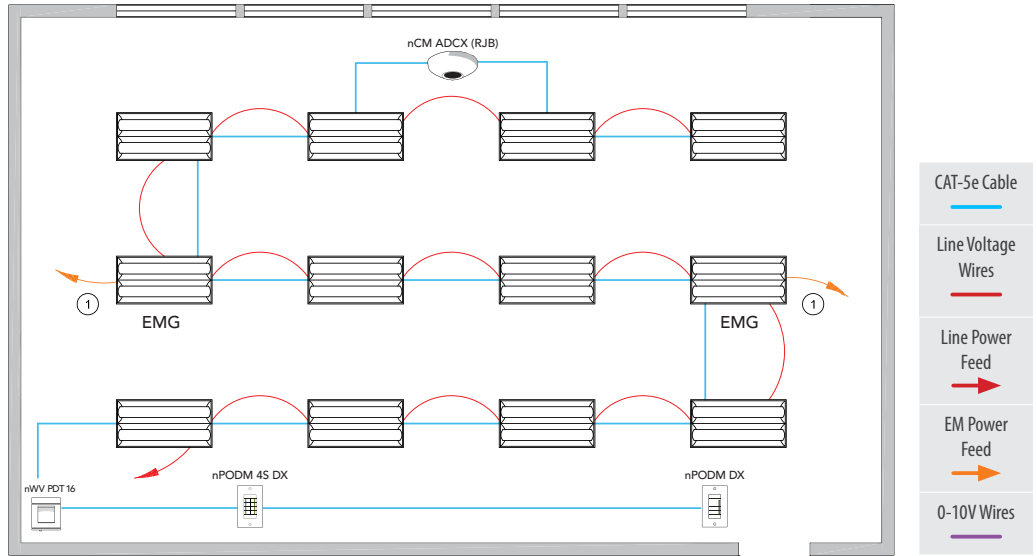 nCM ADCX (RJB)
1
EMG
EMG
1
nWV PDT 16
nPODM 4S DX
nPODM DX
CAT-5e Cable
Line Voltage
Wires
Line Power
Feed
EM Power
Feed
0-10V Wires